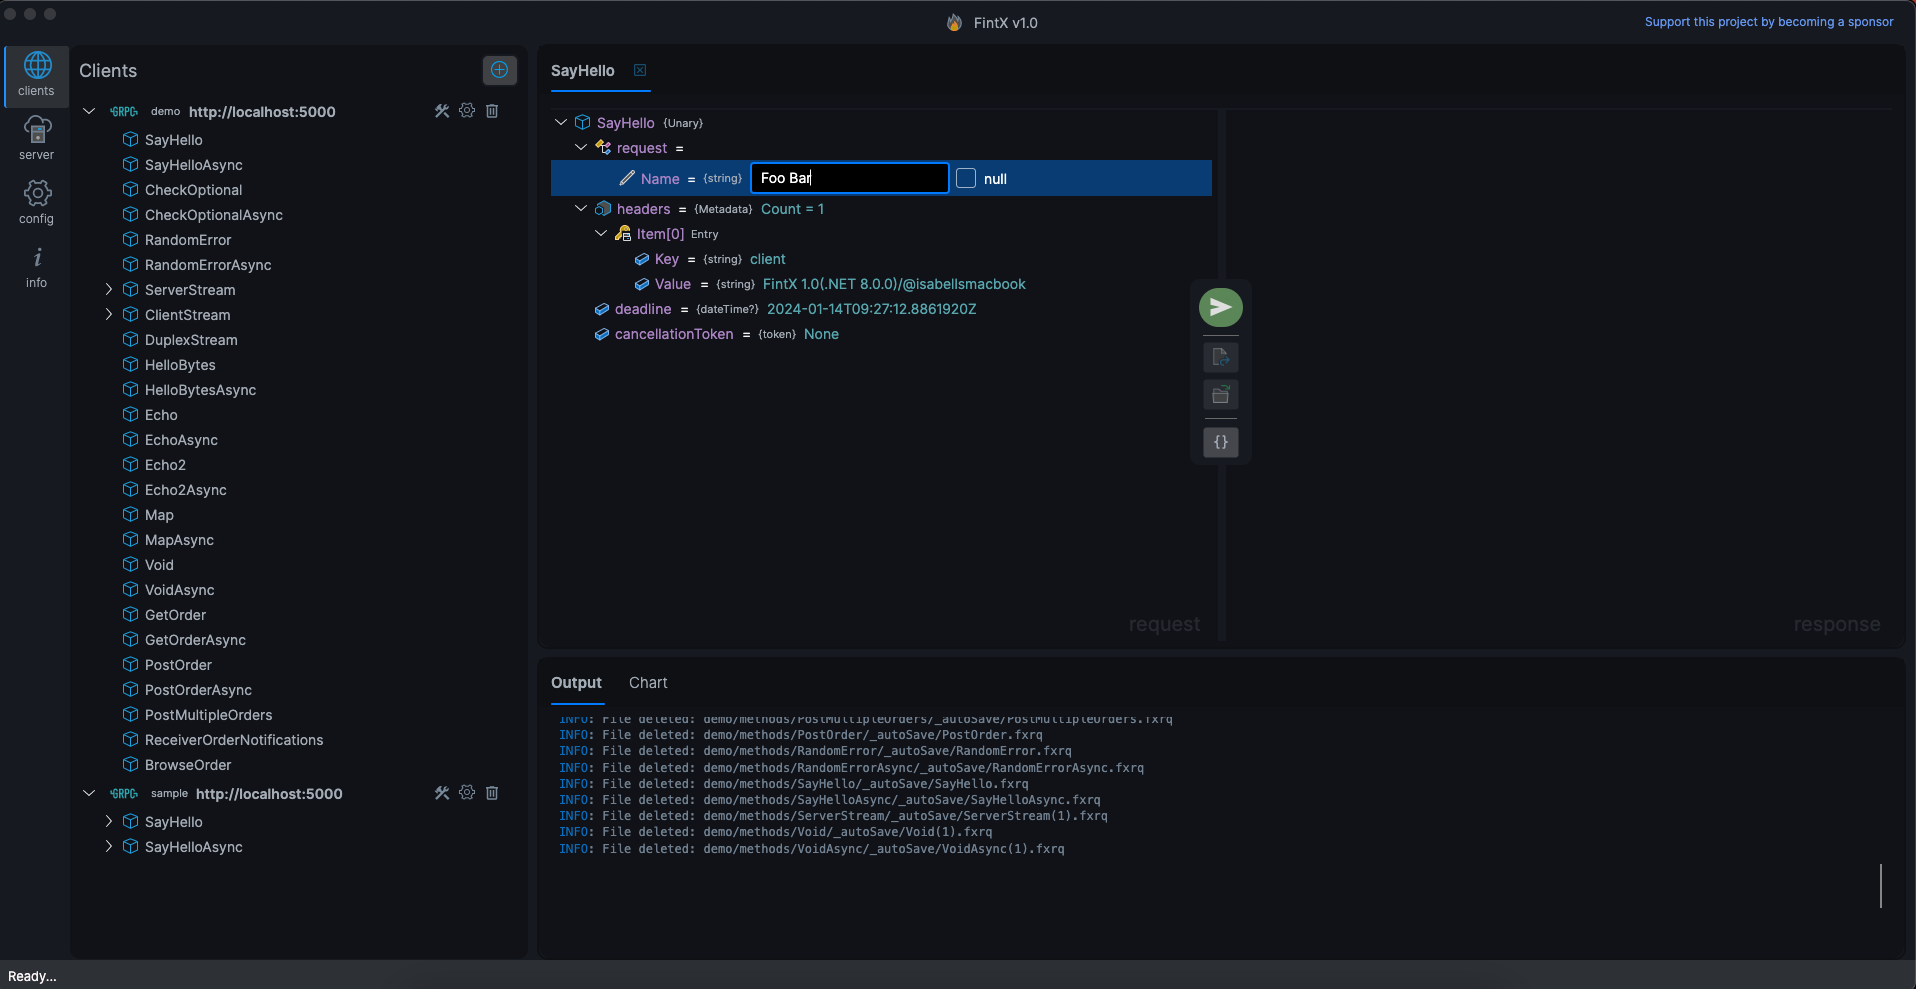 FintX v1.0
Support this project by becoming a sponsor
clients
server
config
info
Clients
GRPC demo http://localhost:5000
SayHello
SayHelloAsync
CheckOptional
CheckOptionalAsync
RandomError
RandomErrorAsync
ServerStream
ClientStream
DuplexStream
HelloBytes
HelloBytesAsync
Echo
EchoAsync
Echo2
Echo2Async
Map
MapAsync
Void
VoidAsync
GetOrder
GetOrderAsync
PostOrder
PostOrderAsync
PostMultipleOrders
ReceiverOrderNotifications
BrowseOrder
GRPC sample http://localhost:5000
SayHello
SayHelloAsync
SayHello
SayHello {Unary}
request =
Name = {string} Foo Bar null
headers = {Metadata} Count = 1
Item[0] Entry
Key = {string} client
Value = {string} FintX 1.0(.NET 8.0.0)/@isabellsmacbook
deadline = {dateTime?} 2024-01-14T09:27:12.8861920Z
cancellationToken = {token} None
{}
request
response
Output Chart
INFO: File deleted: demo/methods/PostMultipleOrders/_autoSave/PostMultipleOrders.fxrq
INFO: File deleted: demo/methods/PostOrder/_autoSave/PostOrder.fxrq
INFO: File deleted: demo/methods/RandomError/_autoSave/RandomError.fxrq
INFO: File deleted: demo/methods/RandomErrorAsync/_autoSave/RandomErrorAsync.fxrq
INFO: File deleted: demo/methods/SayHello/_autoSave/SayHello.fxrq
INFO: File deleted: demo/methods/SayHelloAsync/_autoSave/SayHelloAsync.fxrq
INFO: File deleted: demo/methods/ServerStream/_autoSave/ServerStream(1).fxrq
INFO: File deleted: demo/methods/Void/_autoSave/Void(1).fxrq
INFO: File deleted: demo/methods/VoidAsync/_autoSave/VoidAsync(1).fxrq
Ready...